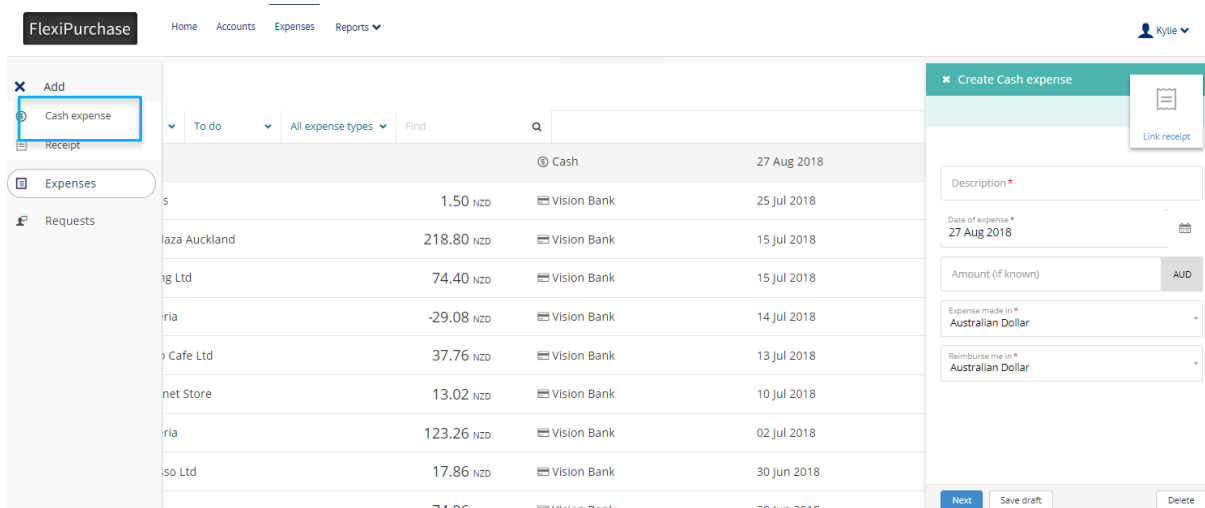 FlexiPurchase
Home Accounts Expenses Reports
Kylie
Add
Cash expense
Receipt
Expenses
Requests
To do All expense types Find
Cash 27 Aug 2018
s 1.50 NZD Vision Bank 25 Jul 2018
laza Auckland 218.80 NZD Vision Bank 15 Jul 2018
ng Ltd 74.40 NZD Vision Bank 15 Jul 2018
ria -29.08 NZD Vision Bank 14 Jul 2018
Cafe Ltd 37.76 NZD Vision Bank 13 Jul 2018
net Store 13.02 NZD Vision Bank 10 Jul 2018
ria 123.26 NZD Vision Bank 02 Jul 2018
sso Ltd 17.86 NZD Vision Bank 30 Jun 2018
Create Cash expense
Link receipt
Description*
Date of expense*
27 Aug 2018
Amount (if known) AUD
Expense made in*
Australian Dollar
Reimburse me in*
Australian Dollar
Next Save draft Delete